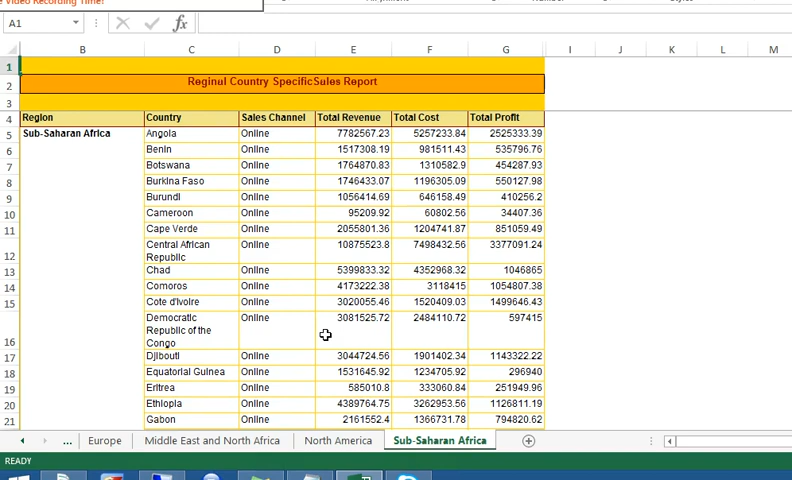 e Video Recording Time!
A1
B C D E F G I J K L M
1
2 Reginul Country SpecificSales Report
3
4 Region Country Sales Channel Total Revenue Total Cost Total Profit
5 Sub-Saharan Africa Angola Online 7782567.23 5257233.84 2525333.39
6 Benin Online 1517308.19 981511.43 535796.76
7 Botswana Online 1764870.83 1310582.9 454287.93
8 Burkina Faso Online 1746433.07 1196305.09 550127.98
9 Burundi Online 1056414.69 646158.49 410256.2
10 Cameroon Online 95209.92 60802.56 34407.36
11 Cape Verde Online 2055801.36 1204741.87 851059.49
12 Central African Republic Online 10875523.8 7498432.56 3377091.24
13 Chad Online 5399833.32 4352968.32 1046865
14 Comoros Online 4173222.38 3118415 1054807.38
15 Cote d'Ivoire Online 3020055.46 1520409.03 1499646.43
16 Democratic Republic of the Congo Online 3081525.72 2484110.72 597415
17 Djibouti Online 3044724.56 1901402.34 1143322.22
18 Equatorial Guinea Online 1531645.92 1234705.92 296940
19 Eritrea Online 585010.8 333060.84 251949.96
20 Ethiopia Online 4389764.75 3262953.56 1126811.19
21 Gabon Online 2161552.4 1366731.78 794820.62
... Europe Middle East and North Africa North America Sub-Saharan Africa
READY